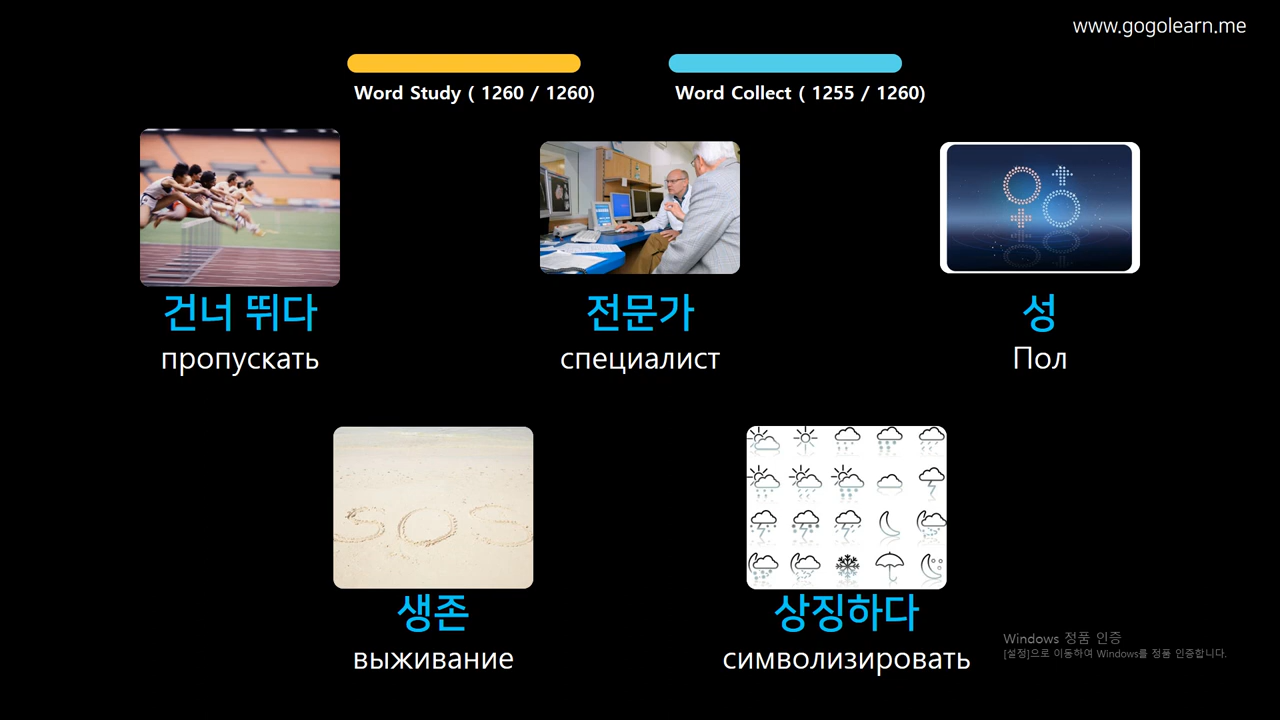 www.gogolearn.me
Word Study ( 1260 / 1260)
Word Collect ( 1255 / 1260)
건너 뛰다
пропускать
전문가
специалист
성
Пол
SOS
생존
выживание
상징하다
символизировать
Windows 정품 인증
[설정]으로 이동하여 Windows를 정품 인증합니다.